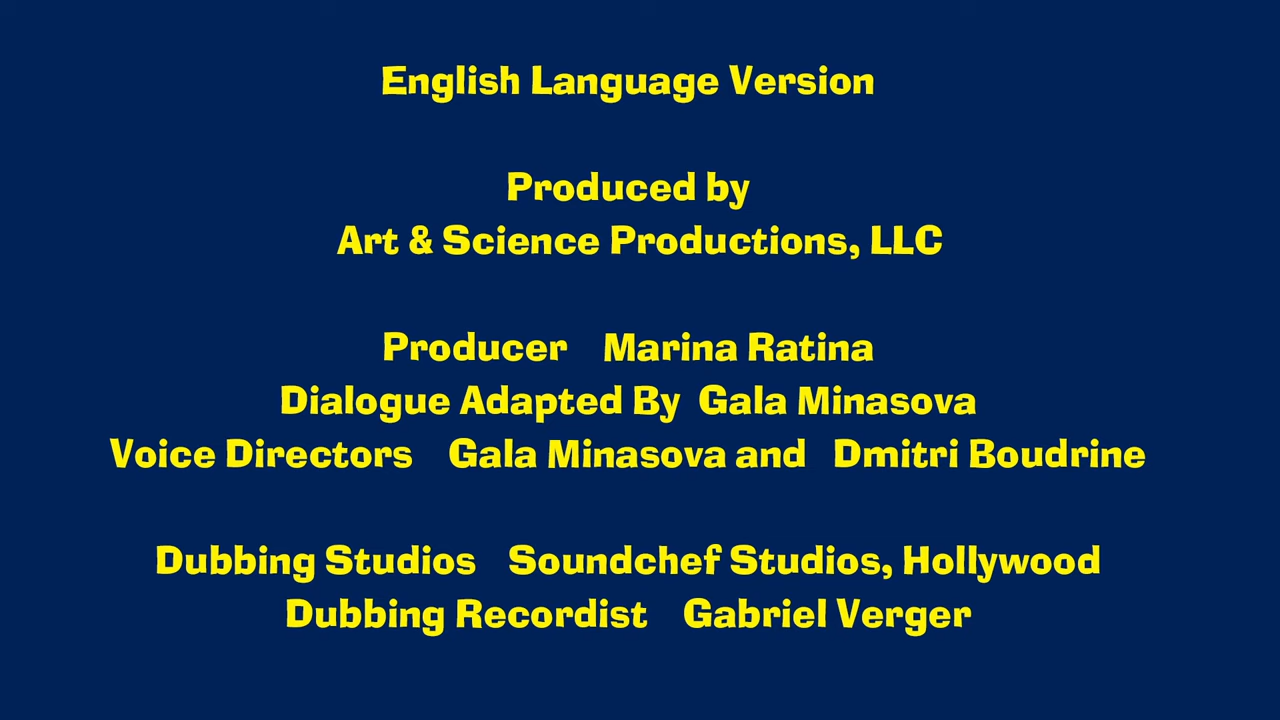 English Language Version
Produced by
Art & Science Productions, LLC
Producer Marina Ratina
Dialogue Adapted By Gala Minasova
Voice Directors Gala Minasova and Dmitri Boudrine
Dubbing Studios Soundchef Studios, Hollywood
Dubbing Recordist Gabriel Verger